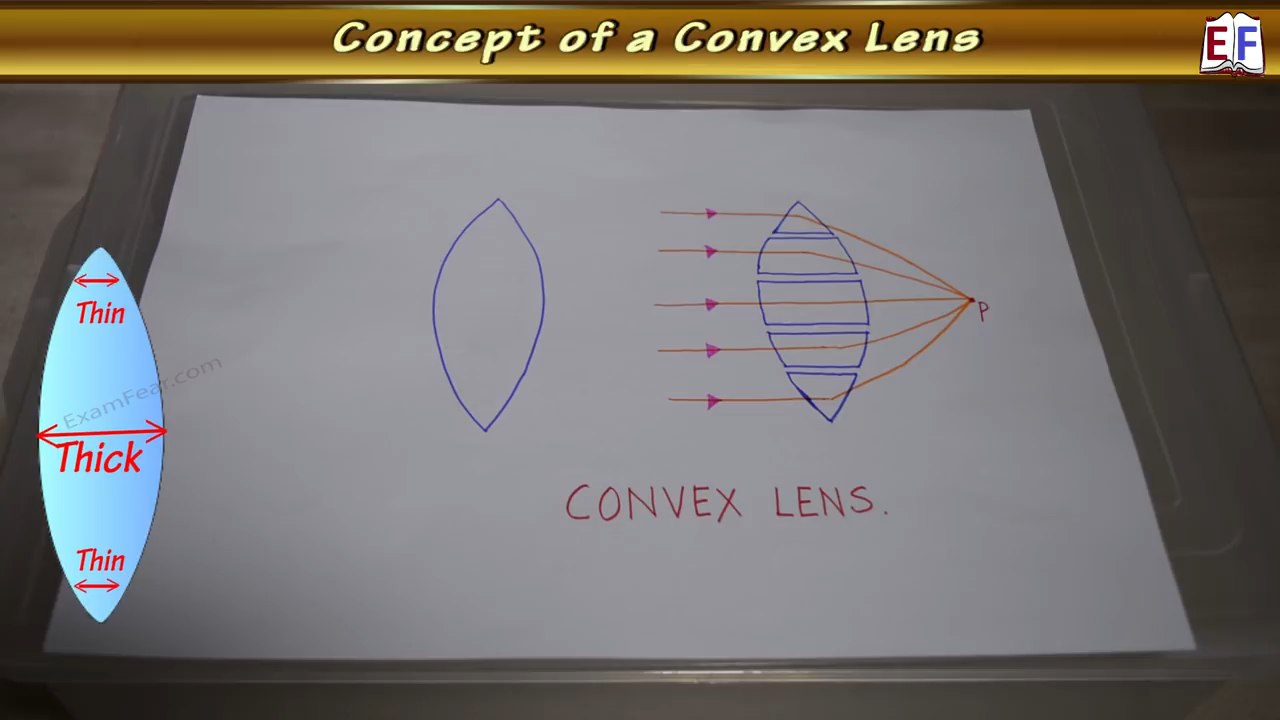 Concept of a Convex Lens
EF
Thin
ExamFear.com
Thick
Thin
P
CONVEX LENS.